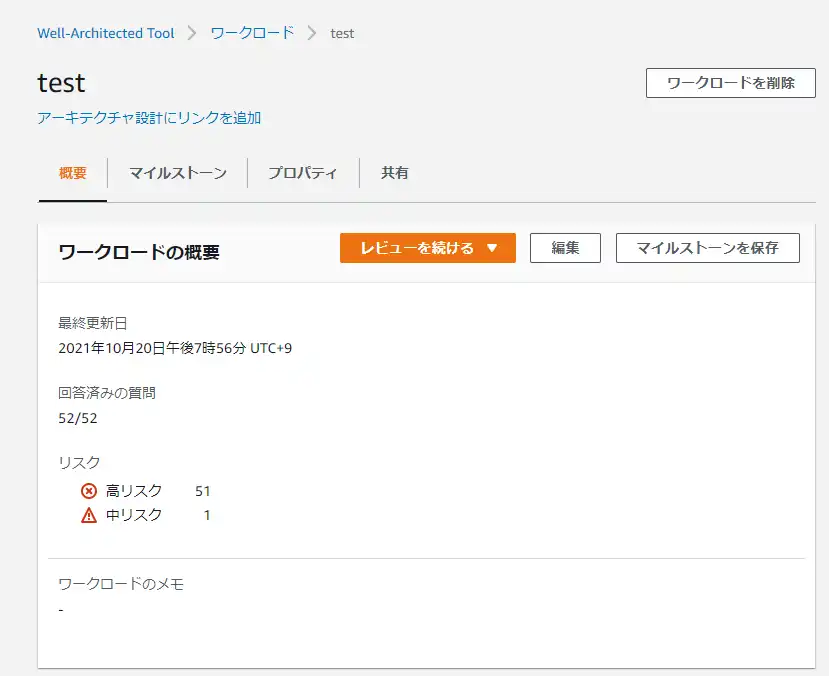 Well-Architected Tool > ワークロード > test
test
ワークロードを削除
アーキテクチャ設計にリンクを追加
概要 マイルストーン プロパティ 共有
ワークロードの概要 レビューを続ける ▼ 編集 マイルストーンを保存
最終更新日
2021年10月20日午後7時56分 UTC+9
回答済みの質問
52/52
リスク
高リスク 51
中リスク 1
ワークロードのメモ
-